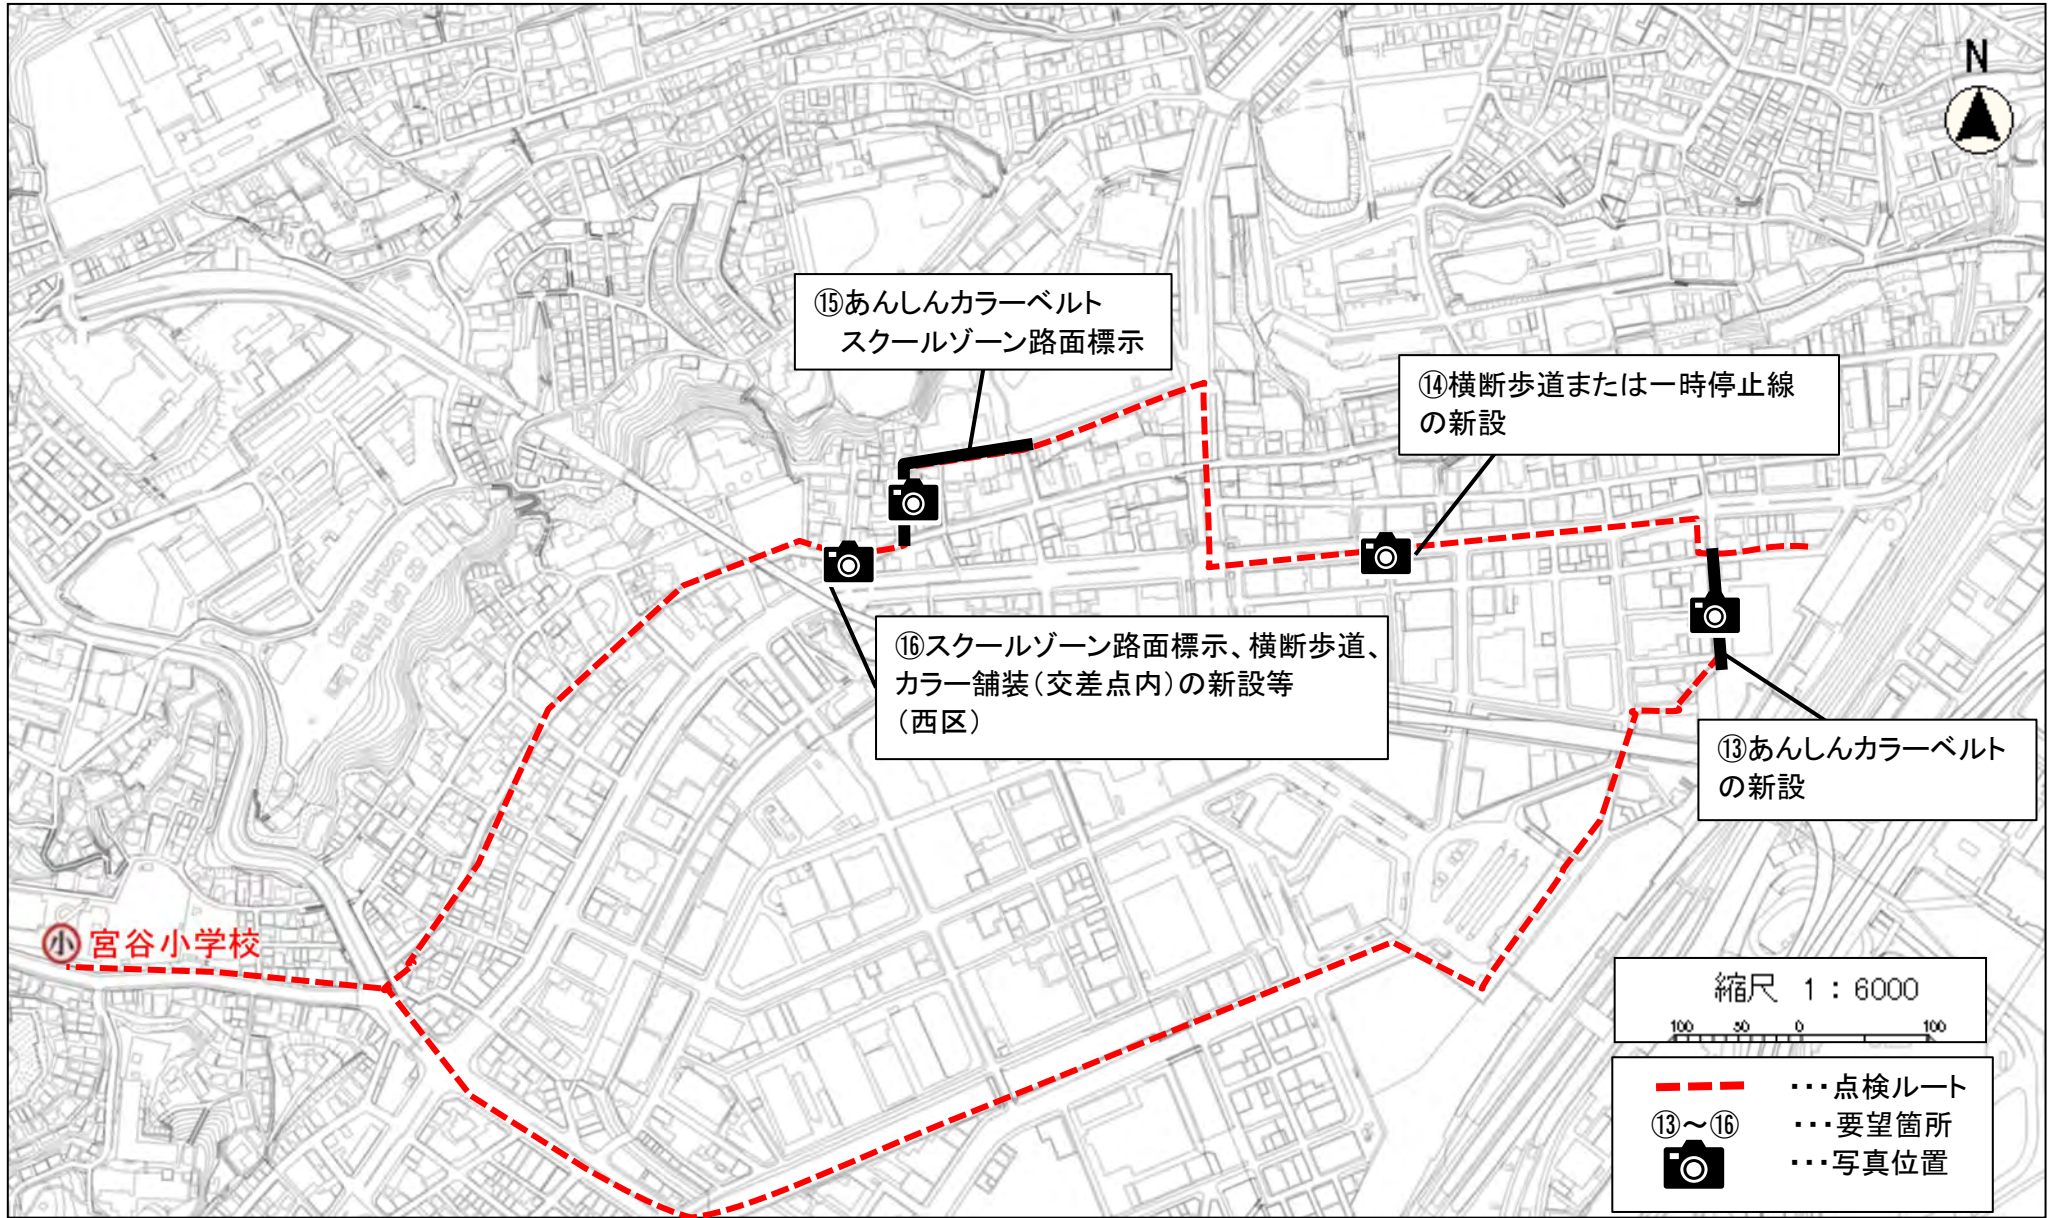 N
⑮あんしんカラーベルト
スクールゾーン路面標示
⑭横断歩道または一時停止線
の新設
⑯スクールゾーン路面標示、横断歩道、
カラー舗装（交差点内）の新設等
（西区）
⑬あんしんカラーベルト
の新設
小 宮谷小学校
縮尺 1：6000
100 50 0 100
･･･点検ルート
⑬～⑯ ･･･要望箇所
･･･写真位置